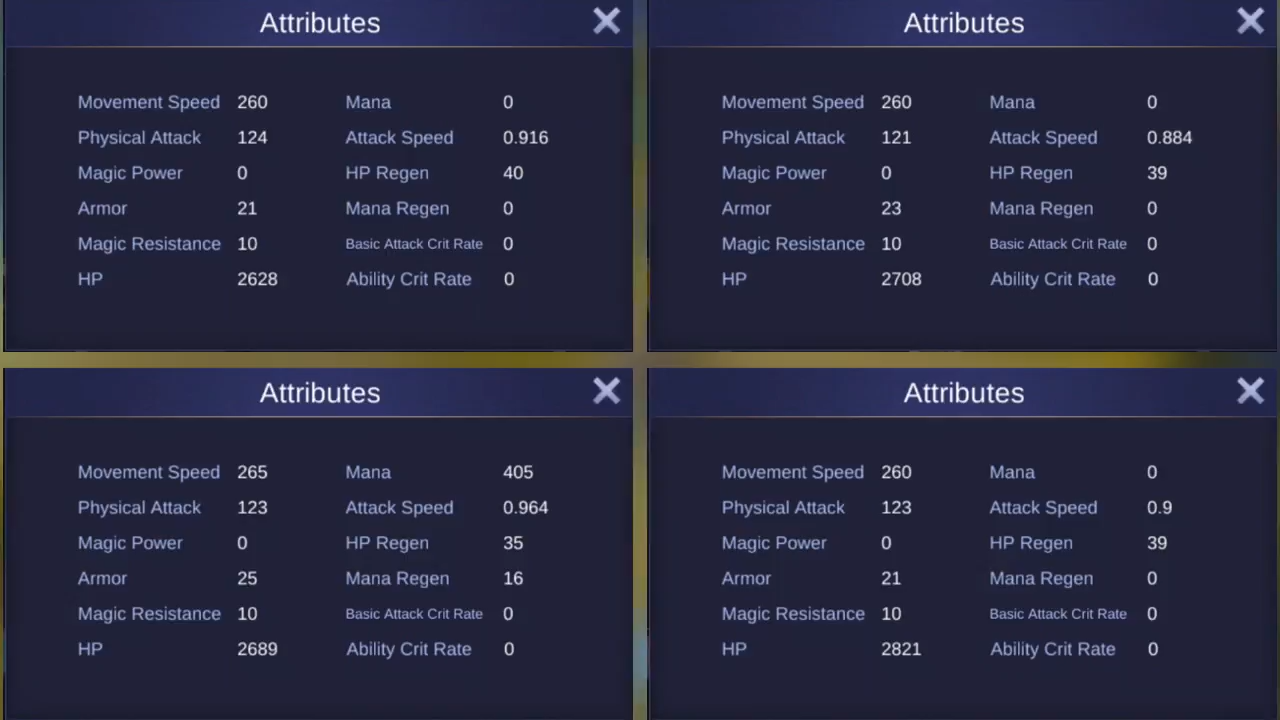 Attributes
Movement Speed 260 Mana 0
Physical Attack 124 Attack Speed 0.916
Magic Power 0 HP Regen 40
Armor 21 Mana Regen 0
Magic Resistance 10 Basic Attack Crit Rate 0
HP 2628 Ability Crit Rate 0
Attributes
Movement Speed 260 Mana 0
Physical Attack 121 Attack Speed 0.884
Magic Power 0 HP Regen 39
Armor 23 Mana Regen 0
Magic Resistance 10 Basic Attack Crit Rate 0
HP 2708 Ability Crit Rate 0
Attributes
Movement Speed 265 Mana 405
Physical Attack 123 Attack Speed 0.964
Magic Power 0 HP Regen 35
Armor 25 Mana Regen 16
Magic Resistance 10 Basic Attack Crit Rate 0
HP 2689 Ability Crit Rate 0
Attributes
Movement Speed 260 Mana 0
Physical Attack 123 Attack Speed 0.9
Magic Power 0 HP Regen 39
Armor 21 Mana Regen 0
Magic Resistance 10 Basic Attack Crit Rate 0
HP 2821 Ability Crit Rate 0